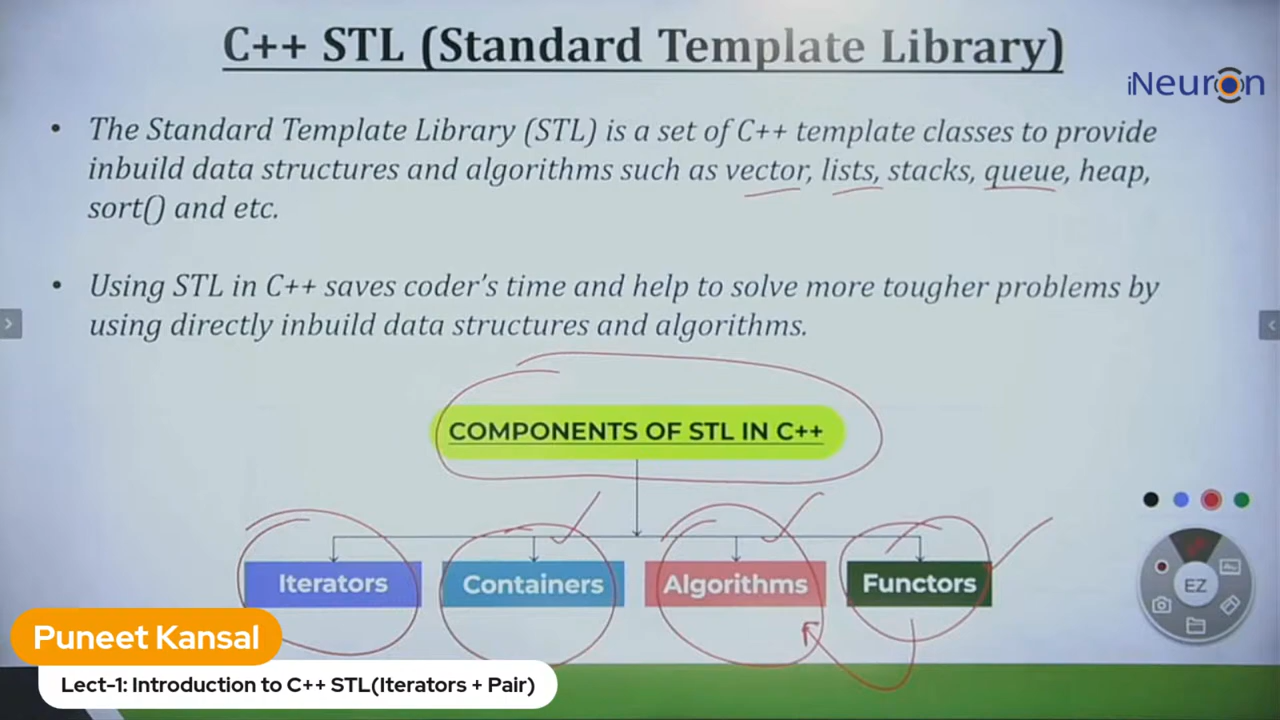 C++ STL (Standard Template Library)
iNeuron
• The Standard Template Library (STL) is a set of C++ template classes to provide
inbuild data structures and algorithms such as vector, lists, stacks, queue, heap,
sort() and etc.
• Using STL in C++ saves coder's time and help to solve more tougher problems by
using directly inbuild data structures and algorithms.
COMPONENTS OF STL IN C++
Iterators Containers Algorithms Functors
EZ
Puneet Kansal
Lect-1: Introduction to C++ STL(Iterators + Pair)